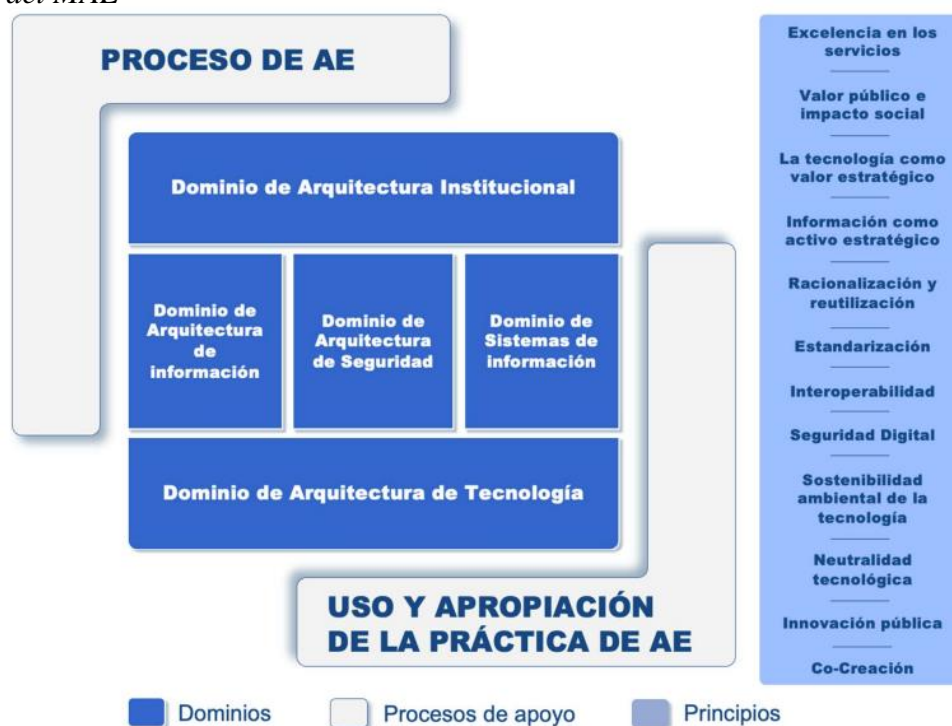 act MAE
PROCESO DE AE
Dominio de Arquitectura Institucional
Dominio de
Arquitectura
de
información
Dominio de
Arquitectura
de Seguridad
Dominio de
Sistemas de
información
Dominio de Arquitectura de Tecnología
USO Y APROPIACIÓN
DE LA PRÁCTICA DE AE
Excelencia en los
servicios
Valor público e
impacto social
La tecnología como
valor estratégico
Información como
activo estratégico
Racionalización y
reutilización
Estandarización
Interoperabilidad
Seguridad Digital
Sostenibilidad
ambiental de la
tecnología
Neutralidad
tecnológica
Innovación pública
Co-Creación
Dominios
Procesos de apoyo
Principios